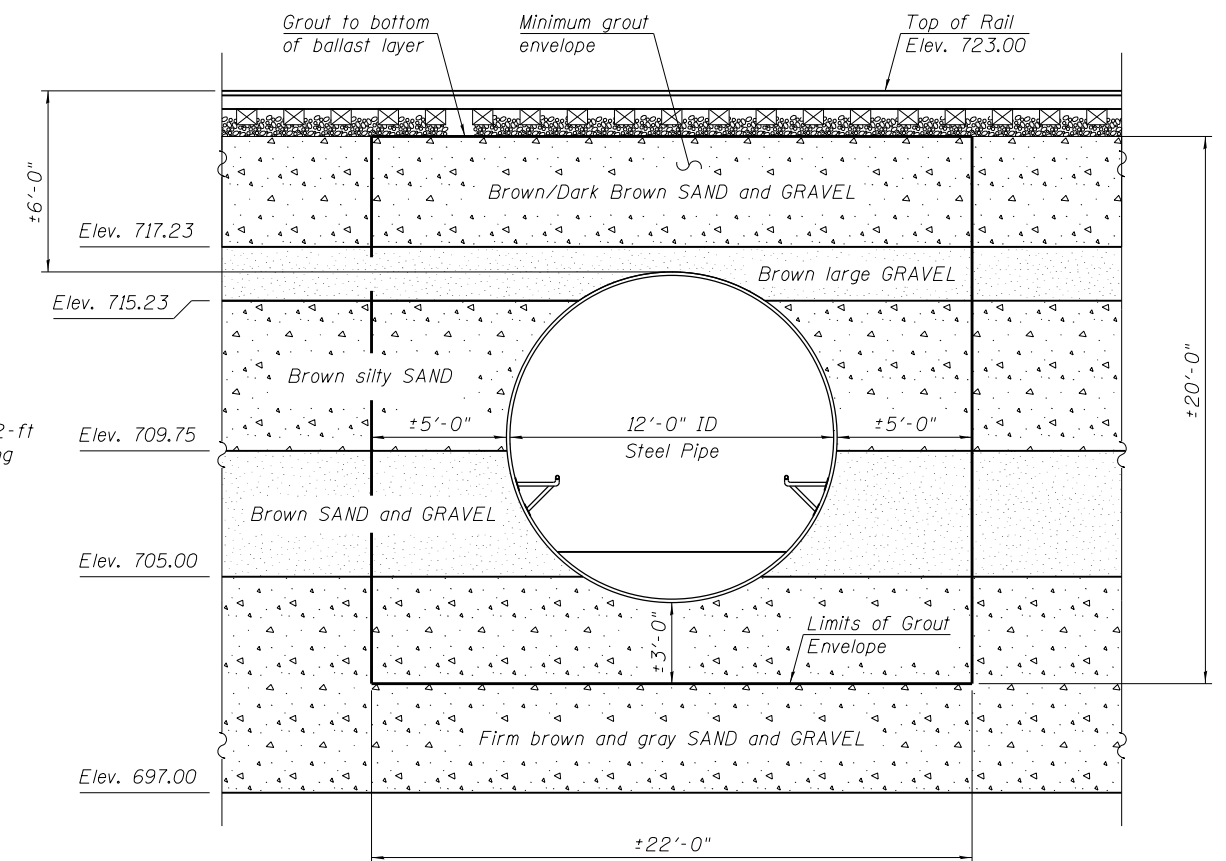 Grout to bottom
of ballast layer
Minimum grout
envelope
Top of Rail
Elev. 723.00
±6'-0"
Brown/Dark Brown SAND and GRAVEL
Elev. 717.23
Brown large GRAVEL
Elev. 715.23
Brown silty SAND
±20'-0"
2-ft
Elev. 709.75
±5'-0"
12'-0" ID
Steel Pipe
±5'-0"
Brown SAND and GRAVEL
Elev. 705.00
±3'-0"
Limits of Grout
Envelope
Firm brown and gray SAND and GRAVEL
Elev. 697.00
±22'-0"